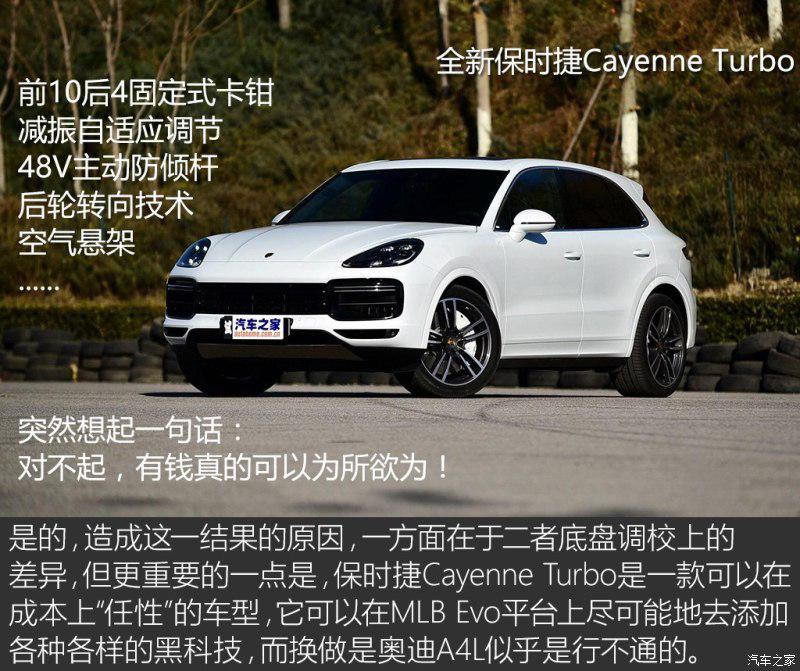 全新保时捷Cayenne Turbo
前10后4固定式卡钳
减振自适应调节
48V主动防倾杆
后轮转向技术
空气悬架
......
汽车之家
autohome.com.cn
突然想起一句话：
对不起，有钱真的可以为所欲为！
是的，造成这一结果的原因，一方面在于二者底盘调校上的
差异，但更重要的一点是，保时捷Cayenne Turbo是一款可以在
成本上“任性”的车型，它可以在MLB Evo平台上尽可能地去添加
各种各样的黑科技，而换做是奥迪A4L似乎是行不通的。
汽车之家